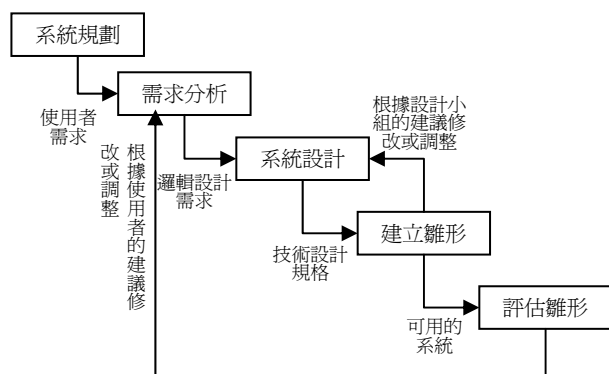 系統規劃
使用者
需求
需求分析
根據使用者的建議修
改或調整
邏輯設計
需求
系統設計
根據設計小
組的建議修
改或調整
技術設計
規格
建立雛形
可用的
系統
評估雛形